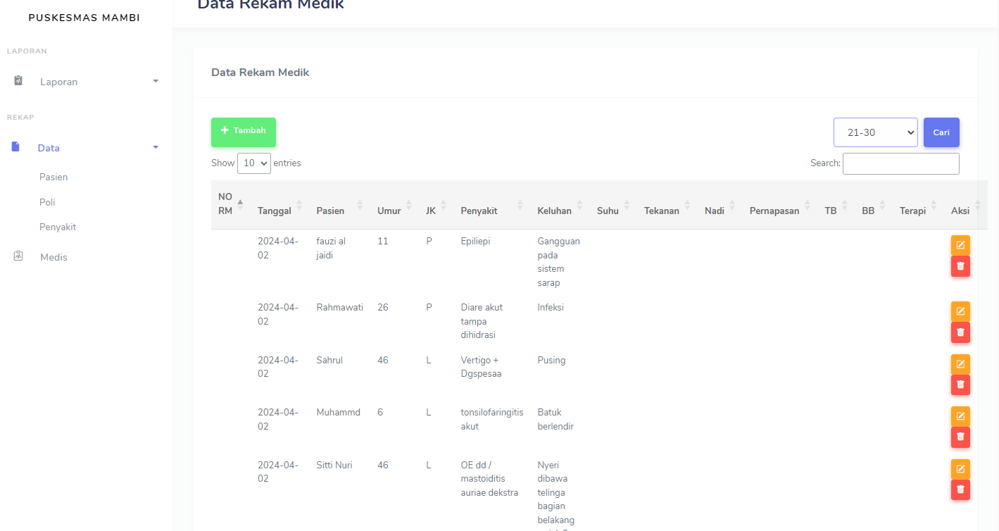 Data Rekam Medik
PUSKESMAS MAMBI
LAPORAN
Laporan
REKAP
Data
Pasien
Poli
Penyakit
Medis
Data Rekam Medik
+ Tambah
21-30
Cari
Show 10 entries
Search:
NO RM Tanggal Pasien Umur JK Penyakit Keluhan Suhu Tekanan Nadi Pernapasan TB BB Terapi Aksi
2024-04-02 fauzi al jaidi 11 P Epiliepi Gangguan pada sistem sarap
2024-04-02 Rahmawati 26 P Diare akut tampa dihidrasi Infeksi
2024-04-02 Sahrul 46 L Vertigo + Dgspesaa Pusing
2024-04-02 Muhammd 6 L tonsilofaringitis akut Batuk berlendir
2024-04-02 Sitti Nuri 46 L OE dd / mastoiditis auriae dekstra Nyeri dibawa telinga bagian belakang